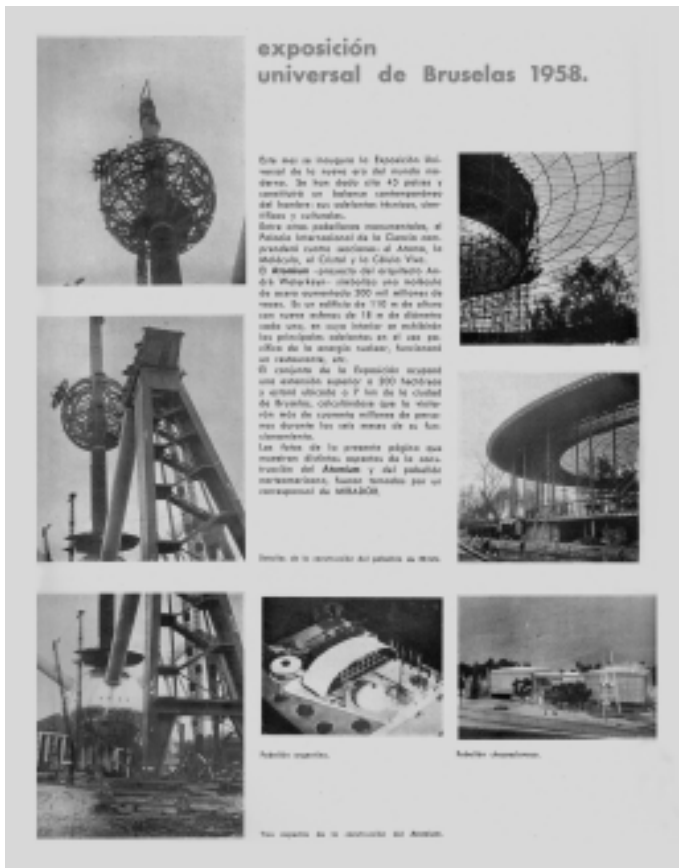 exposición
universal de Bruselas 1958.
Este mes se inaugura la Exposición Uni-
versal de la nueva era del mundo mo-
derno. Se han dado cita 45 países y
constituirá un balance contemporáneo
del hombre: sus adelantos técnicos, cien-
tíficos y culturales.
Entre otros pabellones monumentales, el
Palacio Internacional de la Ciencia com-
prenderá cuatro secciones: el Atomo, la
Molécula, el Cristal y la Célula Viva.
El Atomium -proyecto del arquitecto An-
dré Waterkeyn- simboliza una molécula
de acero aumentada 200 mil millones de
veces. Es un edificio de 110 m de altura
con nueve esferas de 18 m de diámetro
cada una, en cuyo interior se exhibirán
los principales adelantos en el uso pa-
cífico de la energía nuclear, funcionará
un restaurante, etc.
El conjunto de la Exposición ocupará
una extensión superior a 200 hectáreas
y estará ubicada a 7 km de la ciudad
de Bruselas, calculándose que la visita-
rán más de cuarenta millones de perso-
nas durante los seis meses de su fun-
cionamiento.
Las fotos de la presente página que
muestran distintos aspectos de la cons-
trucción del Atomium y del pabellón
norteamericano, fueron tomadas por un
corresponsal de MIRADOR.
Detalles de la construcción del pabellón de
Pabellón argentino.
Pabellón
Tres aspectos de la construcción del Atomium.